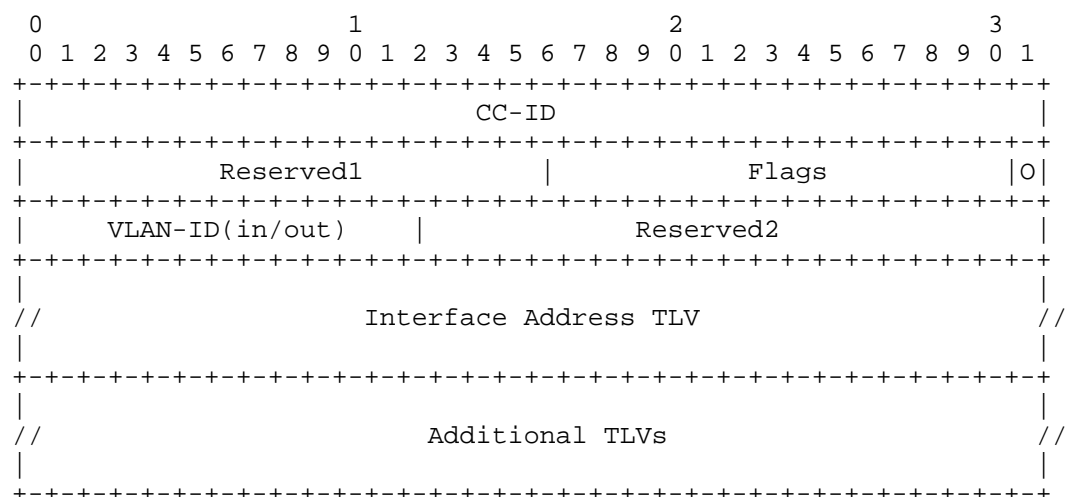 0                   1                   2                   3
 0 1 2 3 4 5 6 7 8 9 0 1 2 3 4 5 6 7 8 9 0 1 2 3 4 5 6 7 8 9 0 1
+-+-+-+-+-+-+-+-+-+-+-+-+-+-+-+-+-+-+-+-+-+-+-+-+-+-+-+-+-+-+-+-+
|                            CC-ID                              |
+-+-+-+-+-+-+-+-+-+-+-+-+-+-+-+-+-+-+-+-+-+-+-+-+-+-+-+-+-+-+-+-+
|            Reserved1            |            Flags          |O|
+-+-+-+-+-+-+-+-+-+-+-+-+-+-+-+-+-+-+-+-+-+-+-+-+-+-+-+-+-+-+-+-+
|     VLAN-ID(in/out)    |             Reserved2                |
+-+-+-+-+-+-+-+-+-+-+-+-+-+-+-+-+-+-+-+-+-+-+-+-+-+-+-+-+-+-+-+-+
|                                                               |
//                    Interface Address TLV                     //
|                                                               |
+-+-+-+-+-+-+-+-+-+-+-+-+-+-+-+-+-+-+-+-+-+-+-+-+-+-+-+-+-+-+-+-+
|                                                               |
//                        Additional TLVs                       //
|                                                               |
+-+-+-+-+-+-+-+-+-+-+-+-+-+-+-+-+-+-+-+-+-+-+-+-+-+-+-+-+-+-+-+-+